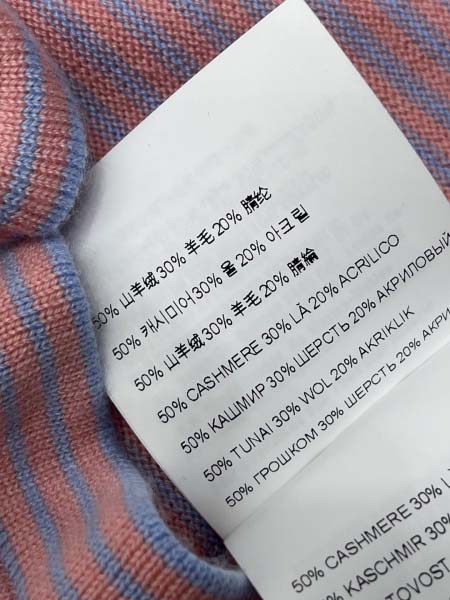 50% 山羊绒 30% 羊毛 20% 腈纶
50% 캐시미어30% 울 20% 아크릴
50% 山羊绒 30% 羊毛 20% 腈綸
50% CASHMERE 30% LÃ 20% ACRILICO
50% КАШМИР 30% ШЕРСТЬ 20% АКРИЛОВЫЙ
50% TUNAI 30% WOL 20% AKRIKLIK
50% ГРОШКОМ 30% ШЕРСТЬ 20% АКРИ
50% CASHMERE 30% L
% KASCHMIR 30%
TOVOST